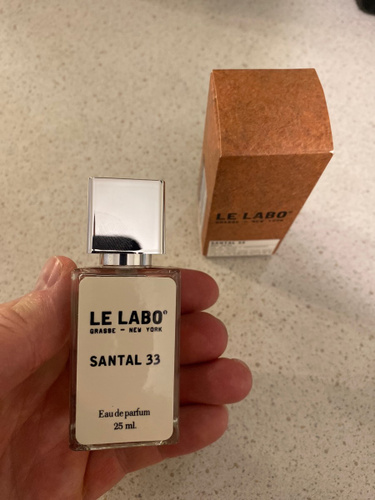 LE LABO®
GRASSE – NEW YORK
SANTAL 33
Eau de parfum
25 ml.
LE LABO®
GRASSE – NEW YORK
SANTAL 33